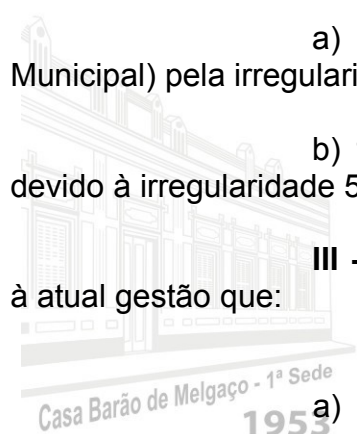 a)
Municipal) pela irregulari
b)
devido à irregularidade 5
III -
à atual gestão que:
Casa Barão de Melgaço - 1ª Sede
1953
a)